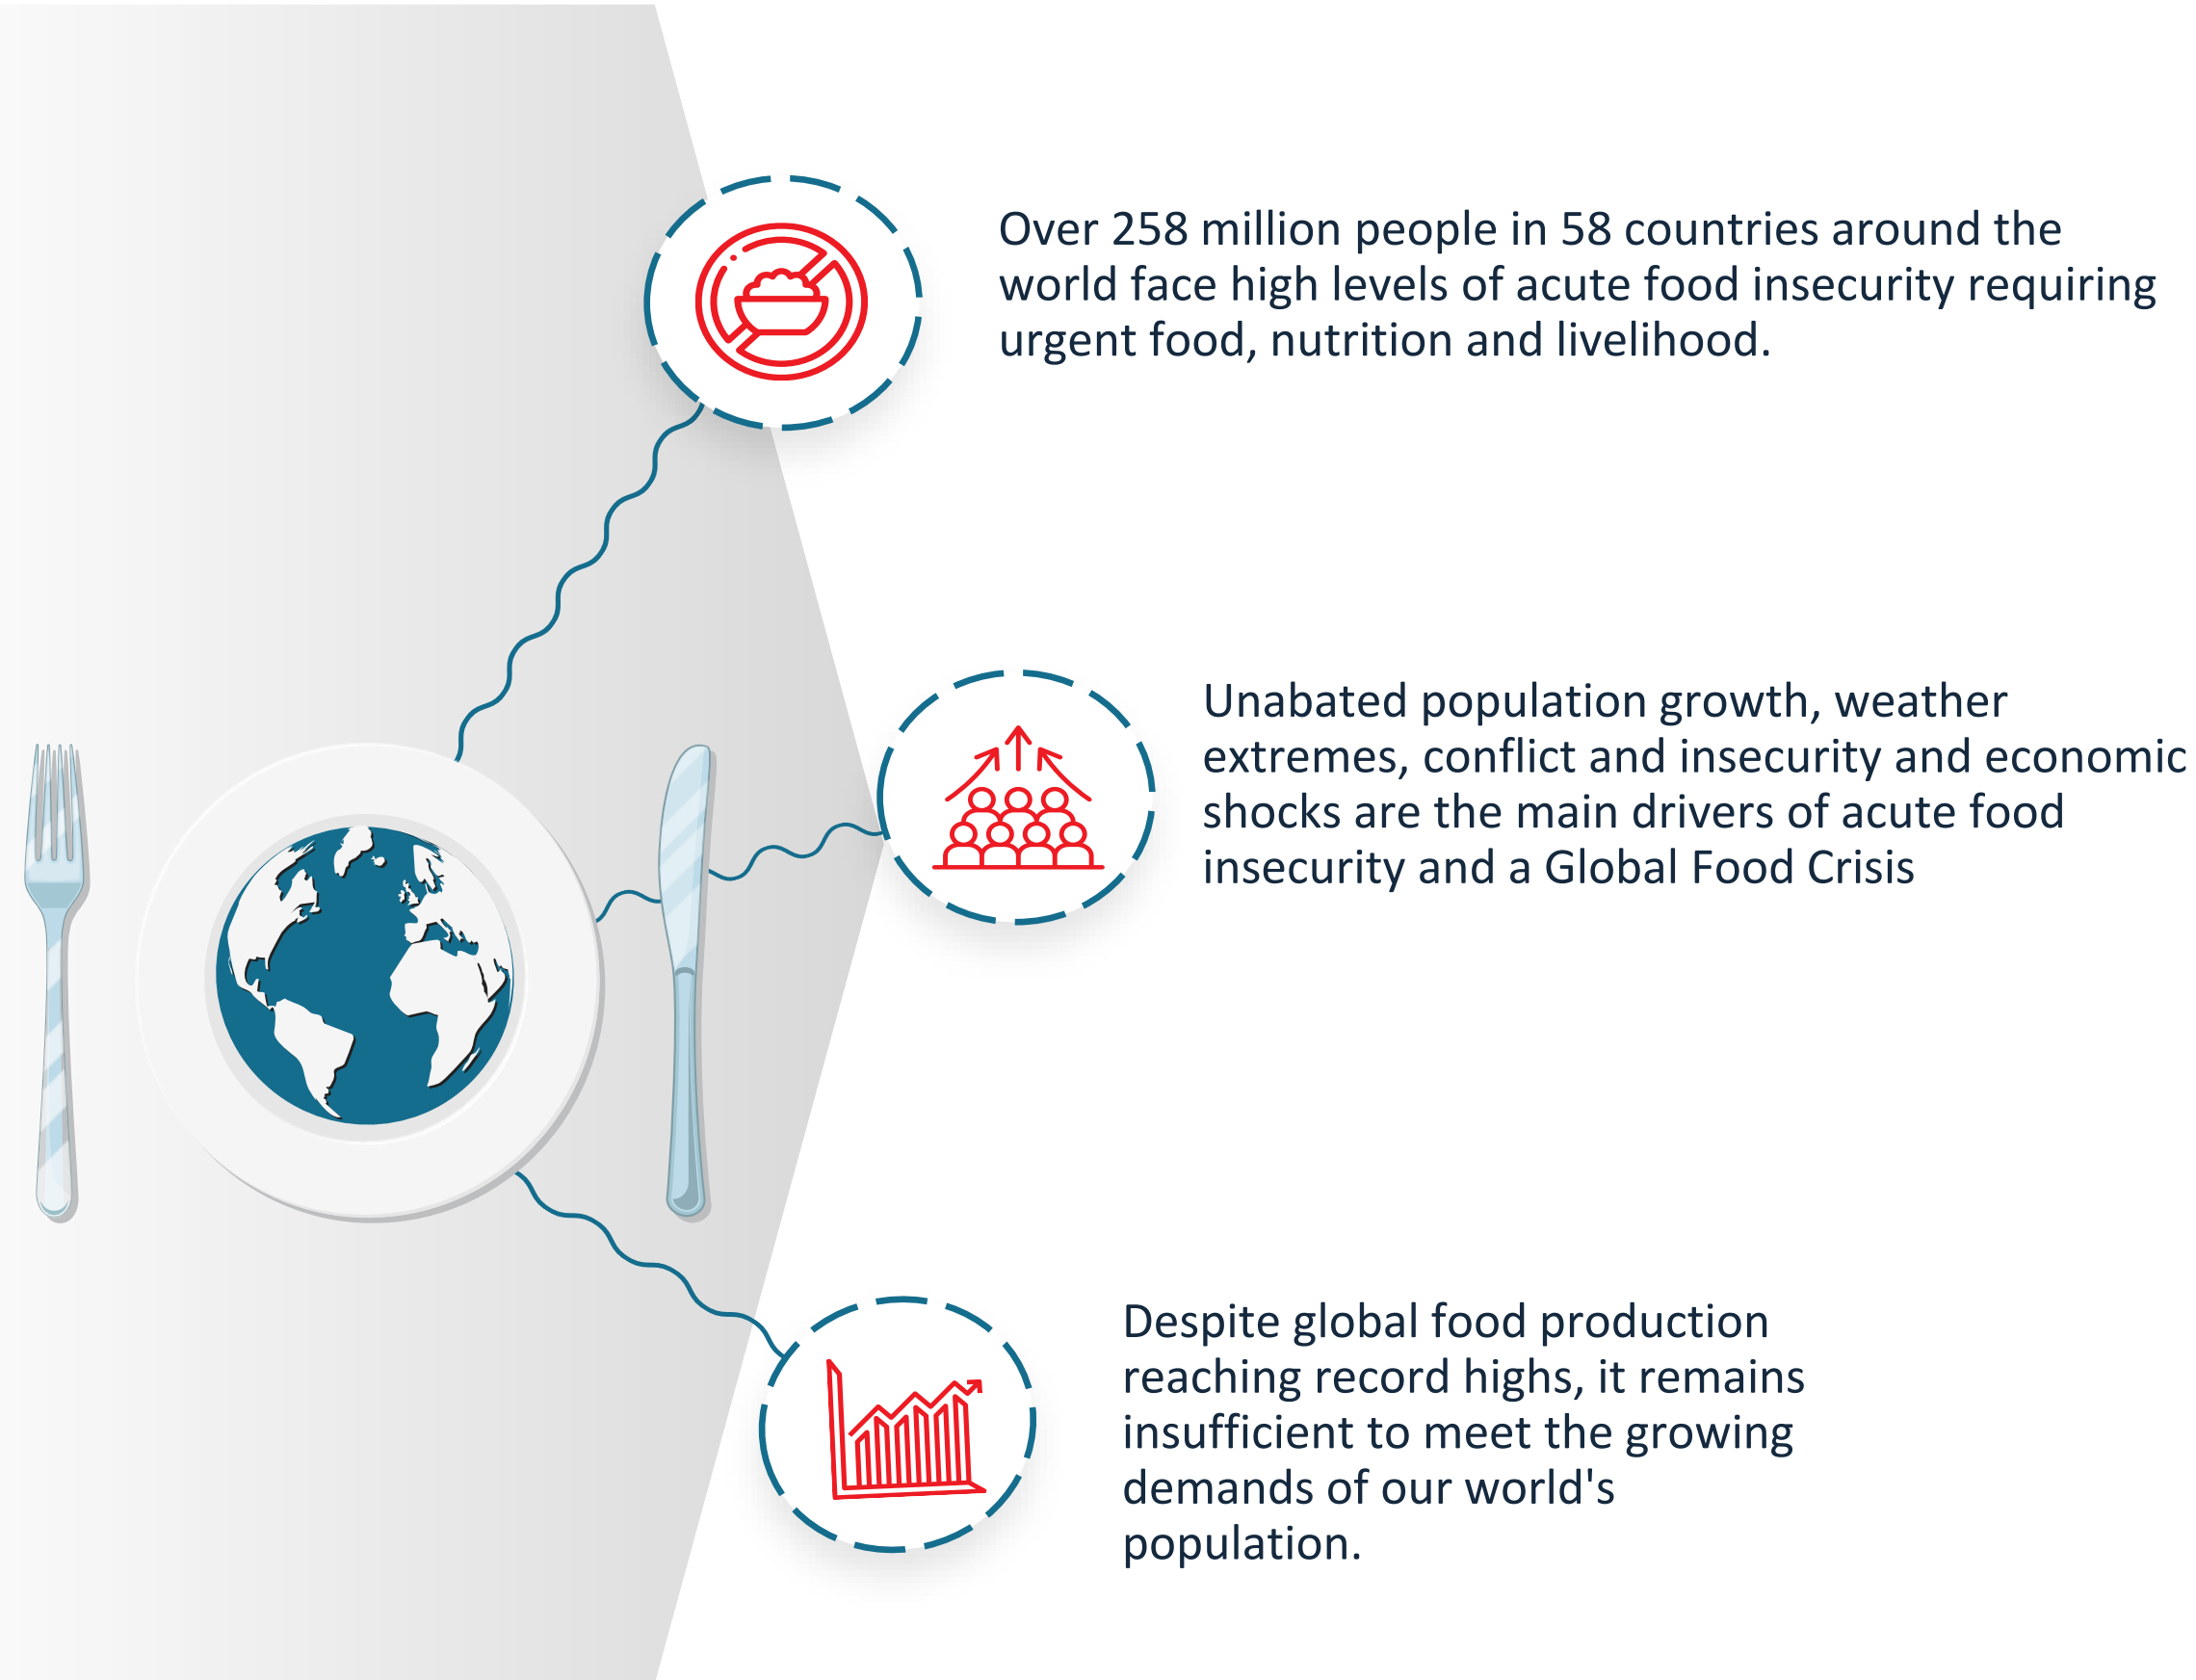 Over 258 million people in 58 countries around the
world face high levels of acute food insecurity requiring
urgent food, nutrition and livelihood.
Unabated population growth, weather
extremes, conflict and insecurity and economic
shocks are the main drivers of acute food
insecurity and a Global Food Crisis
Despite global food production
reaching record highs, it remains
insufficient to meet the growing
demands of our world's
population.